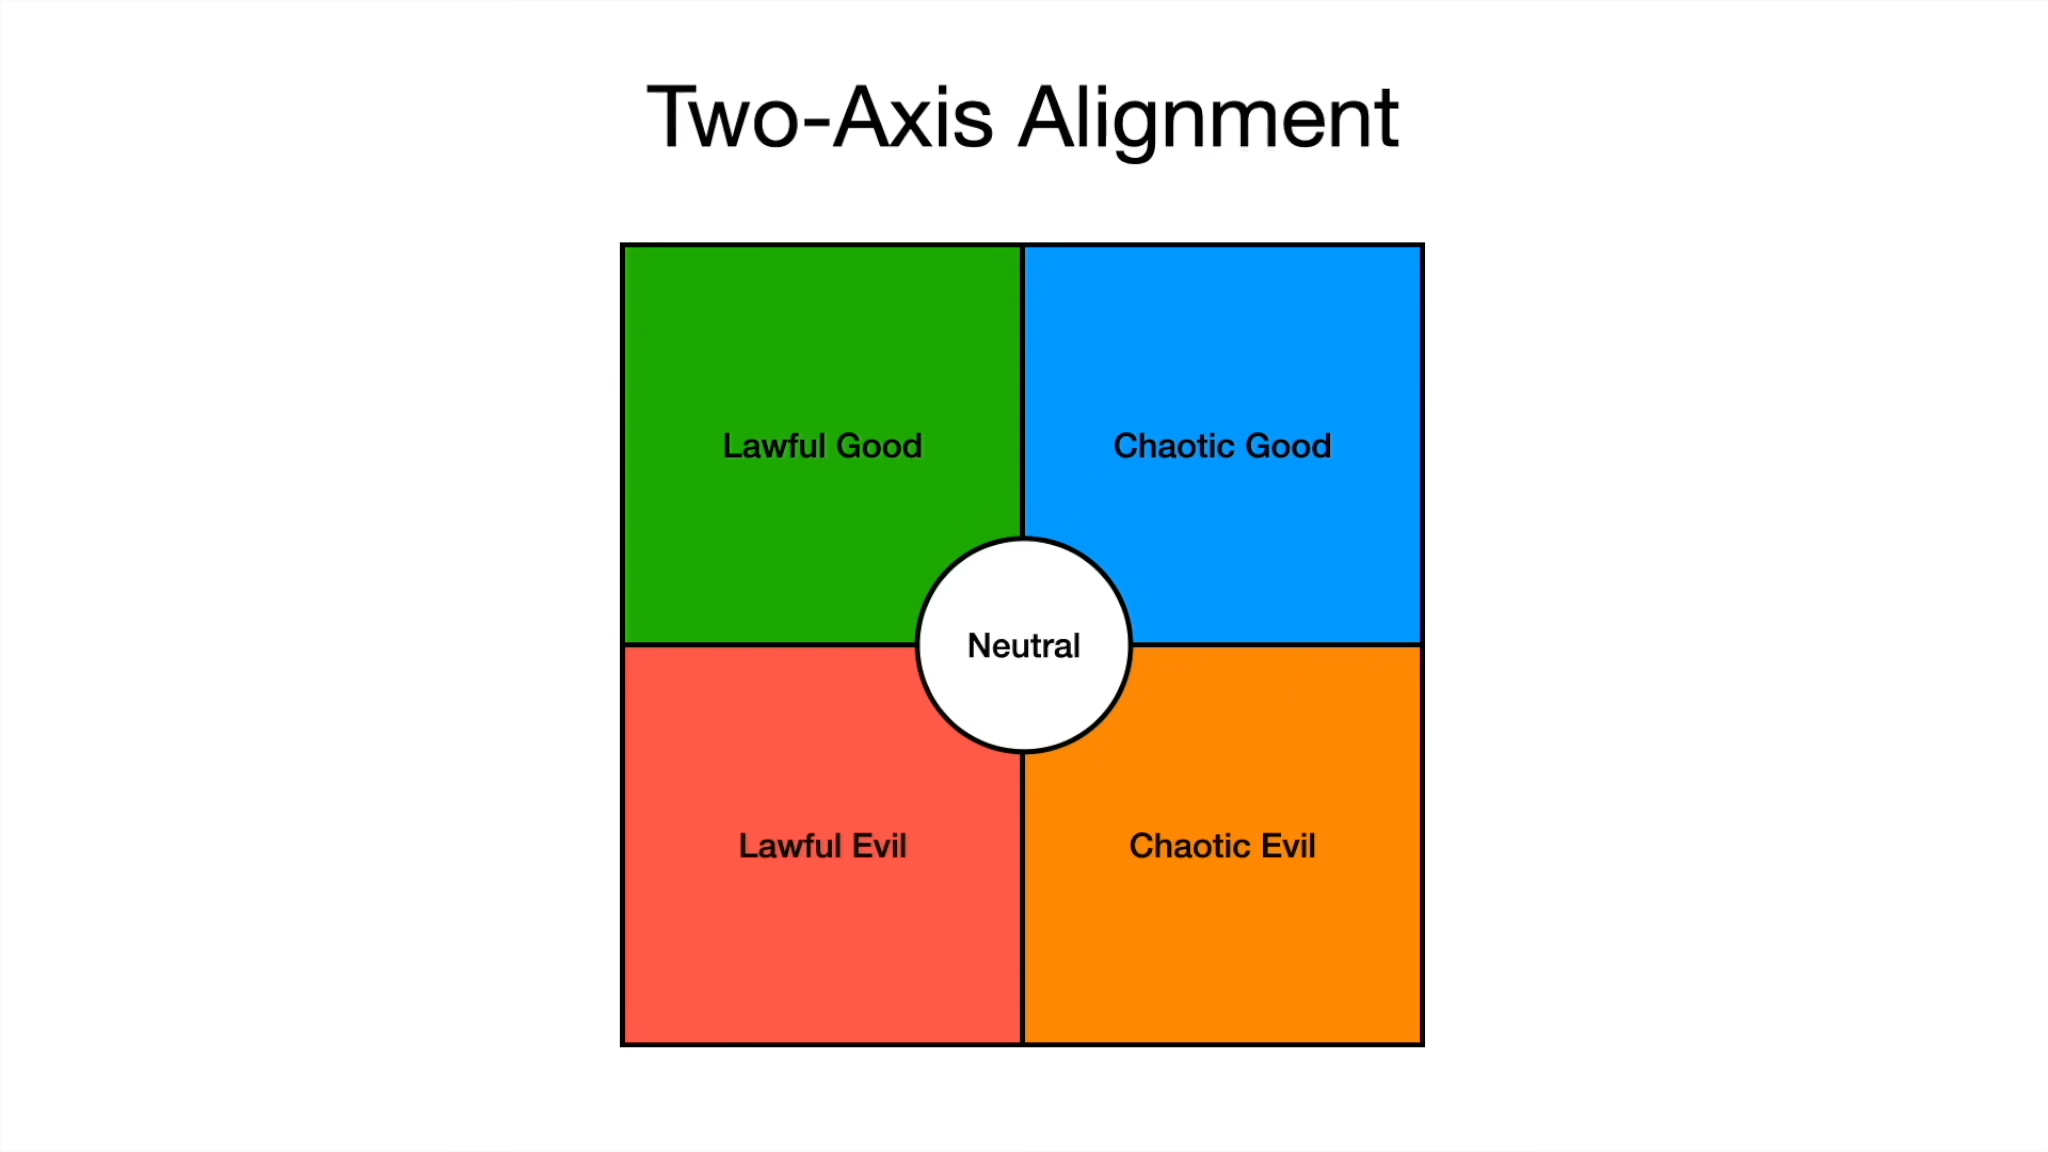 Two-Axis Alignment
Lawful Good
Chaotic Good
Neutral
Lawful Evil
Chaotic Evil